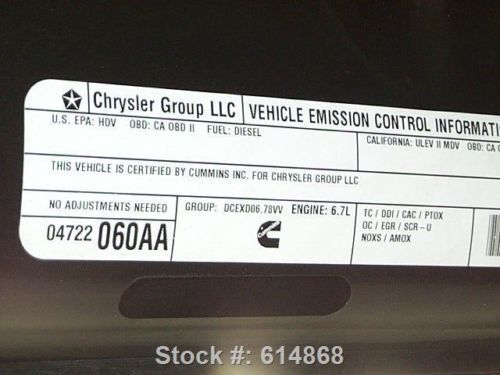 Chrysler Group LLC VEHICLE EMISSION CONTROL INFORMATI
U.S. EPA: HDV OBD: CA OBD II FUEL: DIESEL
CALIFORNIA: ULEV II MDV OBD: CA O
THIS VEHICLE IS CERTIFIED BY CUMMINS INC. FOR CHRYSLER GROUP LLC
NO ADJUSTMENTS NEEDED
04722 060AA
GROUP: DCEXD06.78VV ENGINE: 6.7L
TC / DDI / CAC / PTOX
OC / EGR / SCR - U
NOXS / AMOX
Stock #: 614868